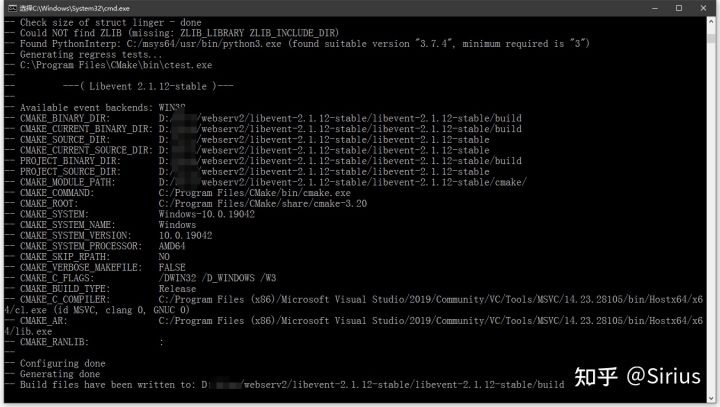 选择C:\Windows\System32\cmd.exe
-- Check size of struct linger - done
-- Could NOT find ZLIB (missing: ZLIB_LIBRARY ZLIB_INCLUDE_DIR)
-- Found PythonInterp: C:/msys64/usr/bin/python3.exe (found suitable version "3.7.4", minimum required is "3")
-- Generating regress tests...
-- C:\Program Files\CMake\bin\ctest.exe
--
--         ---( Libevent 2.1.12-stable )---
--
-- Available event backends: WIN32
-- CMAKE_BINARY_DIR:         D:/ /webserv2/libevent-2.1.12-stable/libevent-2.1.12-stable/build
-- CMAKE_CURRENT_BINARY_DIR: D:/ /webserv2/libevent-2.1.12-stable/libevent-2.1.12-stable/build
-- CMAKE_SOURCE_DIR:         D: /webserv2/libevent-2.1.12-stable/libevent-2.1.12-stable
-- CMAKE_CURRENT_SOURCE_DIR: D: /webserv2/libevent-2.1.12-stable/libevent-2.1.12-stable
-- PROJECT_BINARY_DIR:       D: /webserv2/libevent-2.1.12-stable/libevent-2.1.12-stable/build
-- PROJECT_SOURCE_DIR:       D: /webserv2/libevent-2.1.12-stable/libevent-2.1.12-stable
-- CMAKE_MODULE_PATH:        D:/ /webserv2/libevent-2.1.12-stable/libevent-2.1.12-stable/cmake/
-- CMAKE_COMMAND:            C:/Program Files/CMake/bin/cmake.exe
-- CMAKE_ROOT:               C:/Program Files/CMake/share/cmake-3.20
-- CMAKE_SYSTEM:             Windows-10.0.19042
-- CMAKE_SYSTEM_NAME:        Windows
-- CMAKE_SYSTEM_VERSION:     10.0.19042
-- CMAKE_SYSTEM_PROCESSOR:   AMD64
-- CMAKE_SKIP_RPATH:         NO
-- CMAKE_VERBOSE_MAKEFILE:   FALSE
-- CMAKE_C_FLAGS:            /DWIN32 /D_WINDOWS /W3
-- CMAKE_BUILD_TYPE:         Release
-- CMAKE_C_COMPILER:         C:/Program Files (x86)/Microsoft Visual Studio/2019/Community/VC/Tools/MSVC/14.23.28105/bin/Hostx64/x6
4/cl.exe (id MSVC, clang 0, GNUC 0)
-- CMAKE_AR:                 C:/Program Files (x86)/Microsoft Visual Studio/2019/Community/VC/Tools/MSVC/14.23.28105/bin/Hostx64/x6
4/lib.exe
-- CMAKE_RANLIB:             :
--
-- Configuring done
-- Generating done
-- Build files have been written to: D: /webserv2/libevent-2.1.12-stable/libevent-2.1.12-stable/build
知乎 @Sirius